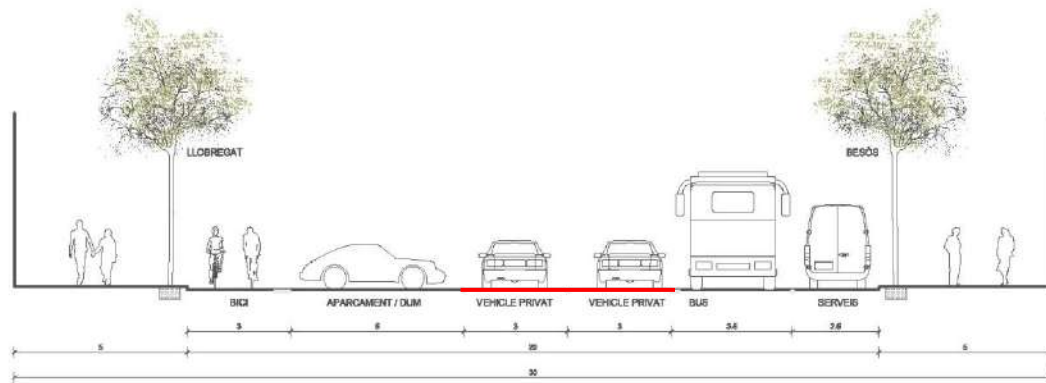 LLOBREGAT
BESÒS
BICI
APARCAMENT / DUM
VEHICLE PRIVAT
VEHICLE PRIVAT
BUS
SERVEIS
3
5
3
3
3.5
2.5
5
20
5
30